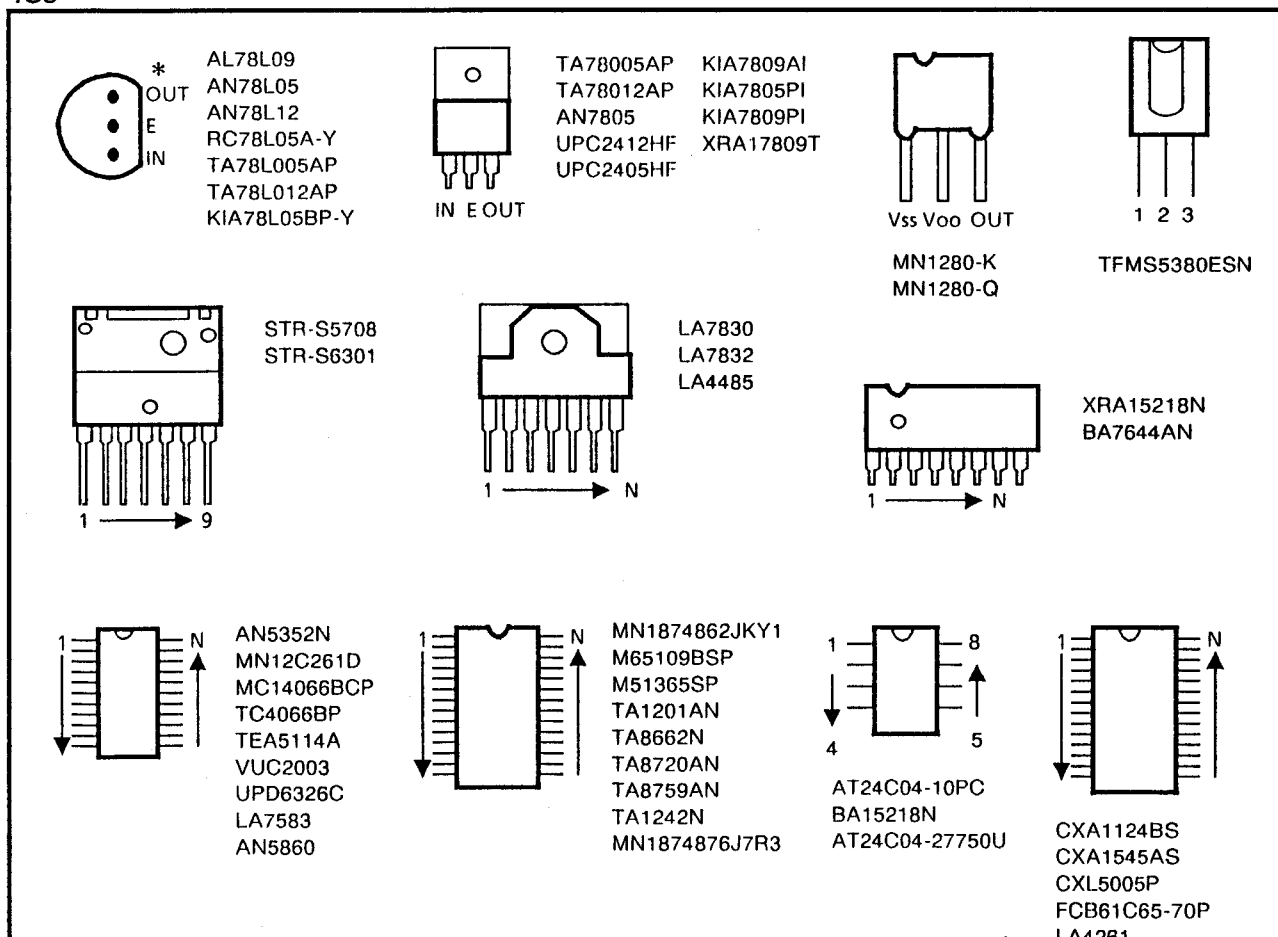 *
OUT
E
IN
AL78L09
AN78L05
AN78L12
RC78L05A-Y
TA78L005AP
TA78L012AP
KIA78L05BP-Y
IN E OUT
TA78005AP
TA78012AP
AN7805
UPC2412HF
UPC2405HF
KIA7809AI
KIA7805PI
KIA7809PI
XRA17809T
Vss Voo OUT
MN1280-K
MN1280-Q
1 2 3
TFMS5380ESN
1 9
STR-S5708
STR-S6301
1 N
LA7830
LA7832
LA4485
1 N
XRA15218N
BA7644AN
1 N
AN5352N
MN12C261D
MC14066BCP
TC4066BP
TEA5114A
VUC2003
UPD6326C
LA7583
AN5860
1 N
MN1874862JKY1
M65109BSP
M51365SP
TA1201AN
TA8662N
TA8720AN
TA8759AN
TA1242N
MN1874876J7R3
1 8
4 5
AT24C04-10PC
BA15218N
AT24C04-27750U
1 N
CXA1124BS
CXA1545AS
CXL5005P
FCB61C65-70P
LA4261